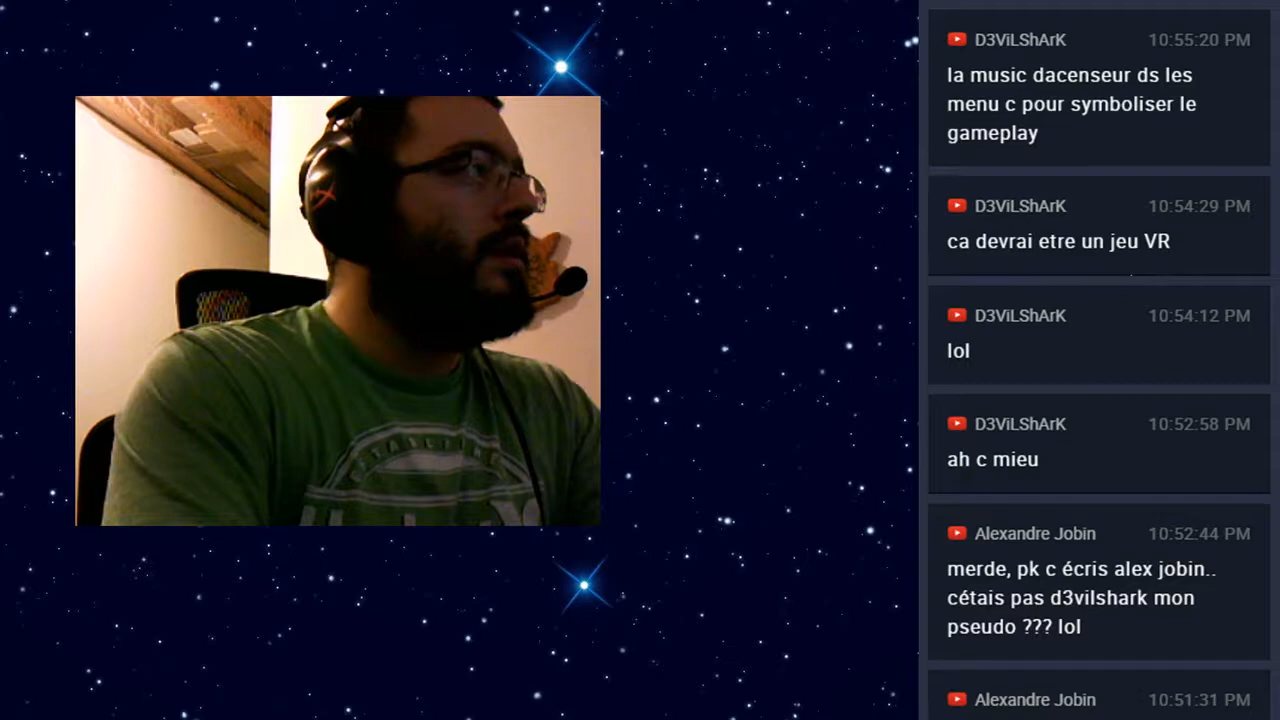 D3ViLShArK 10:55:20 PM
la music dacenseur ds les
menu c pour symboliser le
gameplay
D3ViLShArK 10:54:29 PM
ca devrai etre un jeu VR
D3ViLShArK 10:54:12 PM
lol
D3ViLShArK 10:52:58 PM
ah c mieu
Alexandre Jobin 10:52:44 PM
merde, pk c écris alex jobin..
cétais pas d3vilshark mon
pseudo ??? lol
Alexandre Jobin 10:51:31 PM